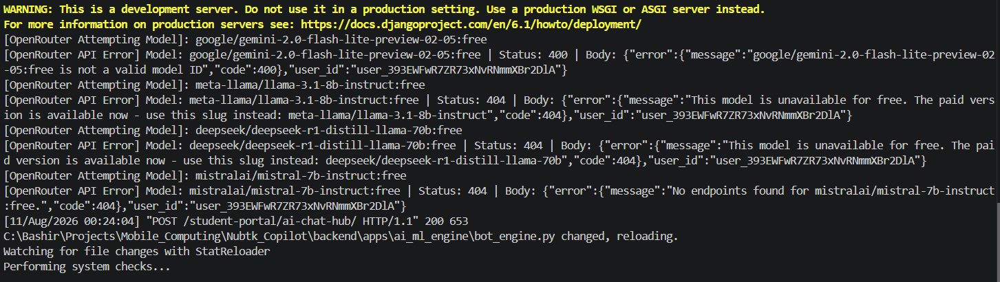 WARNING: This is a development server. Do not use it in a production setting. Use a production WSGI or ASGI server instead.
For more information on production servers see: https://docs.djangoproject.com/en/6.1/howto/deployment/
[OpenRouter Attempting Model]: google/gemini-2.0-flash-lite-preview-02-05:free
[OpenRouter API Error] Model: google/gemini-2.0-flash-lite-preview-02-05:free | Status: 400 | Body: {"error":{"message":"google/gemini-2.0-flash-lite-preview-02
-05:free is not a valid model ID","code":400},"user_id":"user_393EWFwR7ZR73xNvRNmmXBr2DlA"}
[OpenRouter Attempting Model]: meta-llama/llama-3.1-8b-instruct:free
[OpenRouter API Error] Model: meta-llama/llama-3.1-8b-instruct:free | Status: 404 | Body: {"error":{"message":"This model is unavailable for free. The paid vers
ion is available now - use this slug instead: meta-llama/llama-3.1-8b-instruct","code":404},"user_id":"user_393EWFwR7ZR73xNvRNmmXBr2DlA"}
[OpenRouter Attempting Model]: deepseek/deepseek-r1-distill-llama-70b:free
[OpenRouter API Error] Model: deepseek/deepseek-r1-distill-llama-70b:free | Status: 404 | Body: {"error":{"message":"This model is unavailable for free. The pai
d version is available now - use this slug instead: deepseek/deepseek-r1-distill-llama-70b","code":404},"user_id":"user_393EWFwR7ZR73xNvRNmmXBr2DlA"}
[OpenRouter Attempting Model]: mistralai/mistral-7b-instruct:free
[OpenRouter API Error] Model: mistralai/mistral-7b-instruct:free | Status: 404 | Body: {"error":{"message":"No endpoints found for mistralai/mistral-7b-instruct
:free.","code":404},"user_id":"user_393EWFwR7ZR73xNvRNmmXBr2DlA"}
[11/Aug/2026 00:24:04] "POST /student-portal/ai-chat-hub/ HTTP/1.1" 200 653
C:\Bashir\Projects\Mobile_Computing\Nubtk_Copilot\backend\apps\ai_ml_engine\bot_engine.py changed, reloading.
Watching for file changes with StatReloader
Performing system checks...